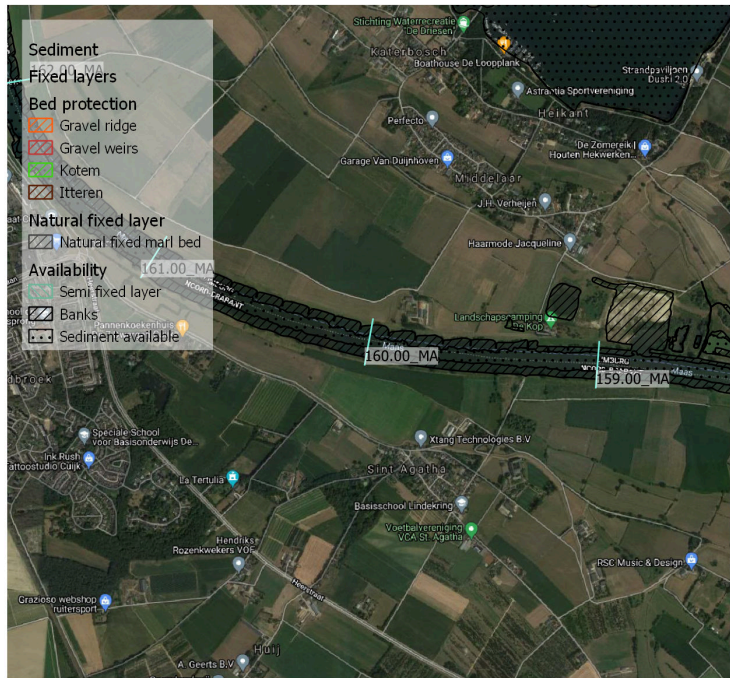 Sediment
Fixed layers
162.00_MA
Bed protection
Gravel ridge
Gravel weirs
Kotem
Itteren
Natural fixed layer
Natural fixed marl bed
Availability
Semi fixed layer
Banks
Sediment available
Stichting Waterrecreatie
'De Driesen'
Katerbosch
Boathouse De Loopplank
Strandpaviljoen
Dushi 2.0
Astrantia Sportvereniging
Heikant
Perfecto
De Zomereik |
Houten Hekwerken...
Garage Van Duijnhoven
Middelaar
J.H. Verheijen
Haarmode Jacqueline
161.00_MA
NOORD-BRABANT
Pannenkoekenhuis
Landschapscamping
De Kop
Maas
160.00_MA
Maas
159.00_MA
Speciale School
voor Basisonderwijs De...
Ink Rush
Tattoostudio Cuijk
Xtang Technologies B.V
Sint Agatha
La Tertulia
Basisschool Lindekring
Voetbalvereniging
VCA St. Agatha
Hendriks
Rozenkwekers VOF
RSC Music & Design
Heerstraat
Grazioso webshop
ruitersport...
Huij
A. Geerts B.V